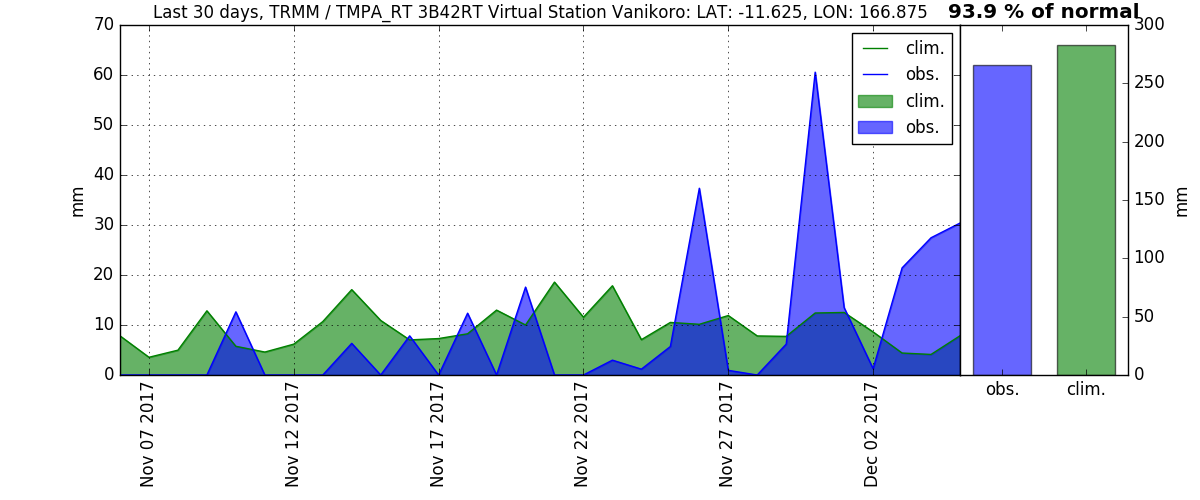 Last 30 days, TRMM / TMPA_RT 3B42RT Virtual Station Vanikoro: LAT: -11.625, LON: 166.875
93.9 % of normal
70
60
50
40
30
20
10
0
mm
clim.
obs.
clim.
obs.
Nov 07 2017
Nov 12 2017
Nov 17 2017
Nov 22 2017
Nov 27 2017
Dec 02 2017
300
250
200
150
100
50
0
mm
obs.
clim.